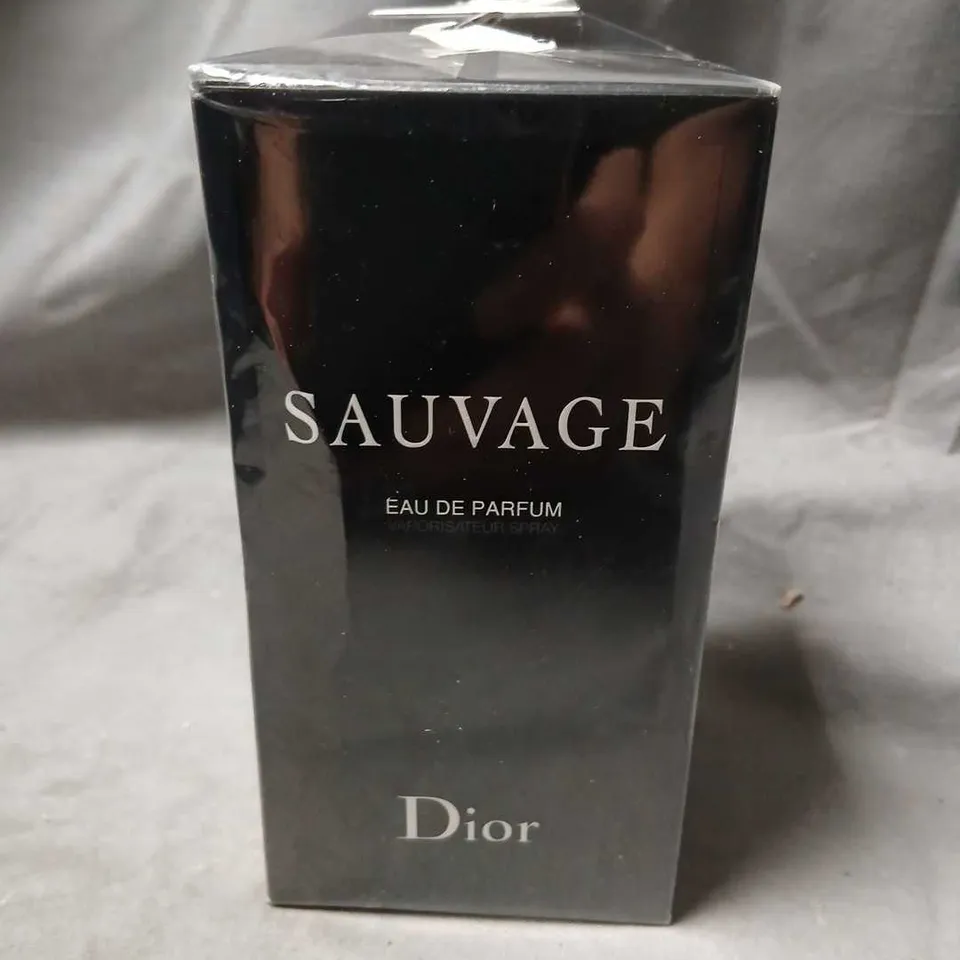 SAUVAGE
EAU DE PARFUM
VAPORISATEUR SPRAY
Dior